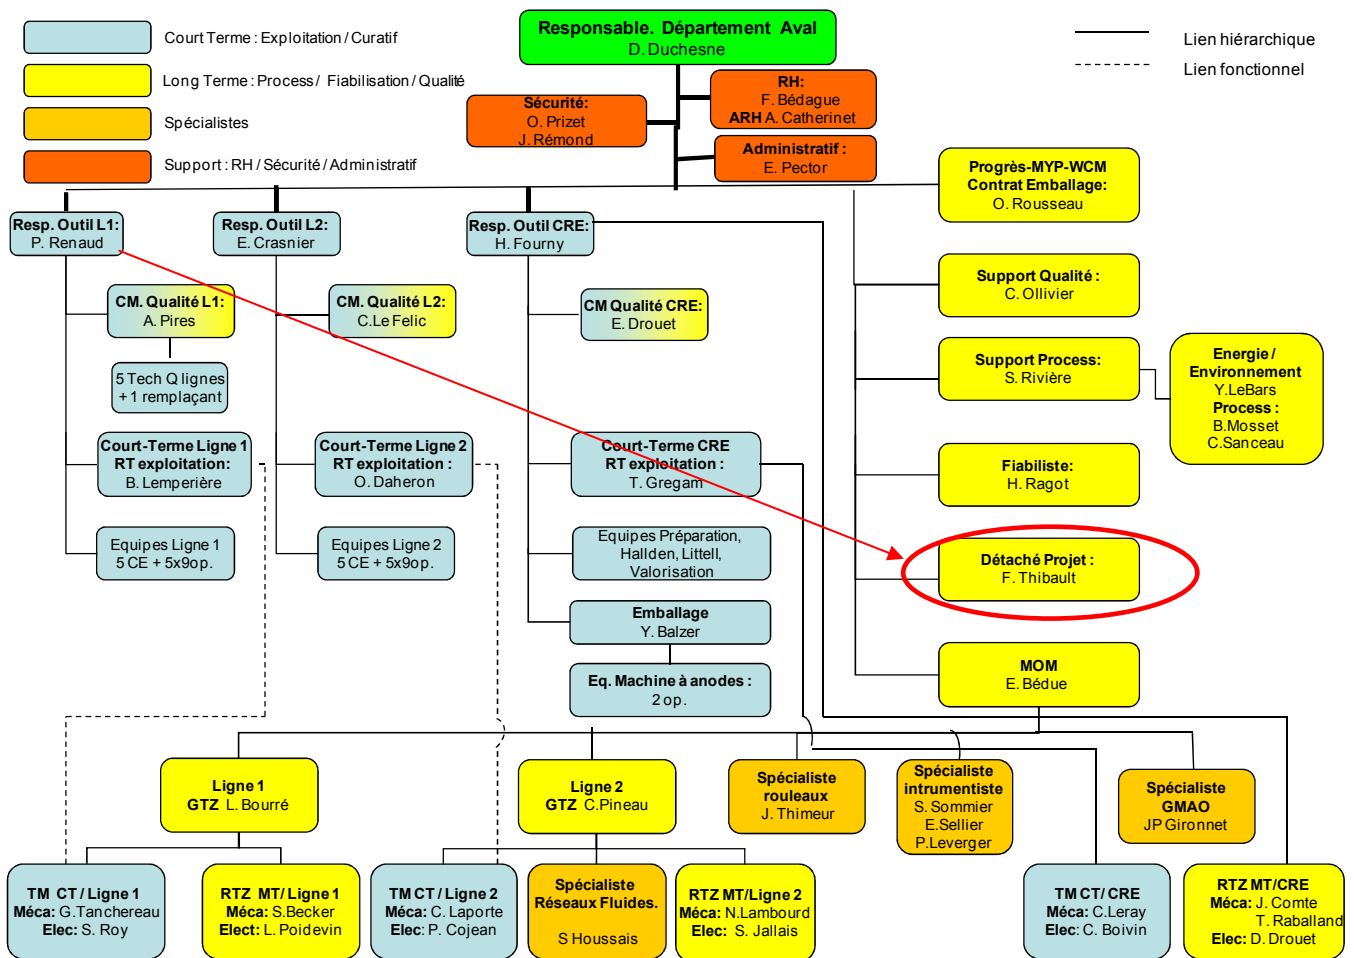 Court Terme : Exploitation / Curatif
Long Terme : Process / Fiabilisation / Qualité
Spécialistes
Support : RH / Sécurité / Administratif
Responsable. Département Aval
D. Duchesne
Lien hiérarchique
Lien fonctionnel
Sécurité:
O. Prizet
J. Rémond
RH:
F. Bédague
ARH A. Catherinet
Administratif :
E. Pector
Progrès-MYP-WCM
Contrat Emballage:
O. Rousseau
Resp. Outil L1:
P. Renaud
Resp. Outil L2:
E. Crasnier
Resp. Outil CRE:
H. Fourny
Support Qualité :
C. Ollivier
CM. Qualité L1:
A. Pires
CM. Qualité L2:
C.Le Felic
CM Qualité CRE:
E. Drouet
Support Process:
S. Rivière
Energie /
Environnement
Y.LeBars
Process :
B.Mosset
C.Sanceau
5 Tech Q lignes
+ 1 remplaçant
Court-Terme Ligne 1
RT exploitation:
B. Lemperière
Court-Terme Ligne 2
RT exploitation :
O. Daheron
Court-Terme CRE
RT exploitation :
T. Gregam
Fiabiliste:
H. Ragot
Equipes Ligne 1
5 CE + 5x9op.
Equipes Ligne 2
5 CE + 5x9op.
Equipes Préparation,
Hallden, Littell,
Valorisation
Détaché Projet :
F. Thibault
Emballage
Y. Balzer
MOM
E. Bédue
Eq. Machine à anodes :
2 op.
Ligne 1
GTZ L. Bourré
Ligne 2
GTZ C.Pineau
Spécialiste
rouleaux
J. Thimeur
Spécialiste
intrumentiste
S. Sommier
E.Sellier
P.Leverger
Spécialiste
GMAO
JP Gironnet
TM CT / Ligne 1
Méca: G.Tanchereau
Elec: S. Roy
RTZ MT/ Ligne 1
Méca: S.Becker
Elect: L. Poidevin
TM CT / Ligne 2
Méca: C. Laporte
Elec: P. Cojean
Spécialiste
Réseaux Fluides.
S Houssais
RTZ MT/Ligne 2
Méca: N.Lambourd
Elec: S. Jallais
TM CT/ CRE
Méca: C.Leray
Elec: C. Boivin
RTZ MT/CRE
Méca: J. Comte
T. Raballand
Elec: D. Drouet